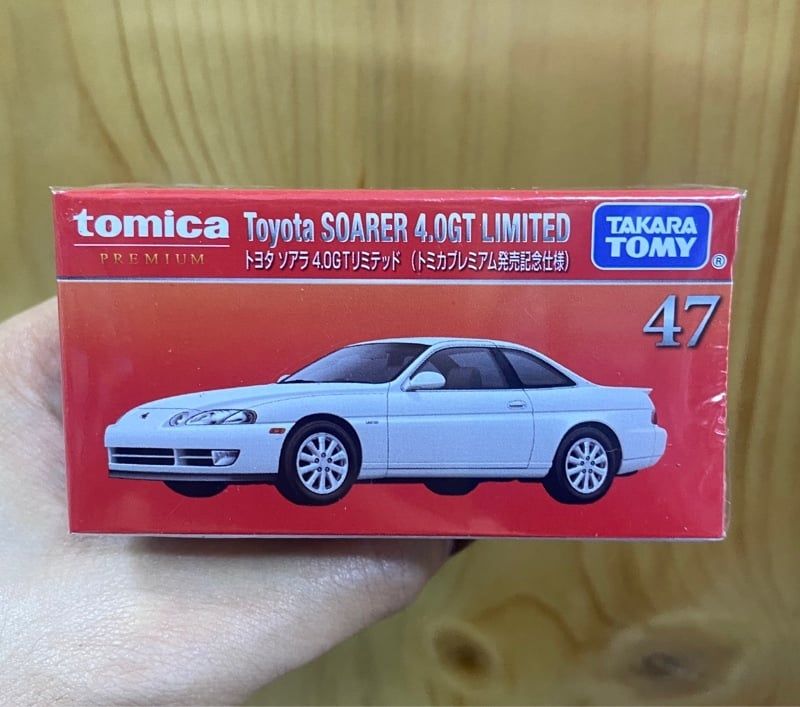 tomica
PREMIUM
Toyota SOARER 4.0GT LIMITED
トヨタ ソアラ 4.0GTリミテッド (トミカプレミアム発売記念仕様)
TAKARA
TOMY
®
47